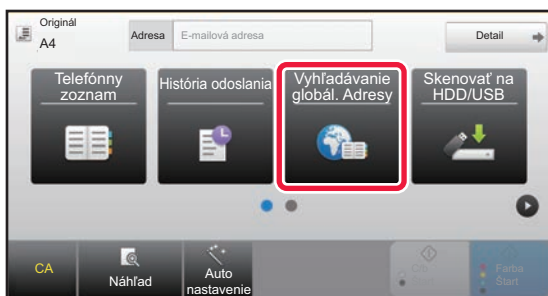 Originál
A4
Adresa
E-mailová adresa
Detail
Telefónny
zoznam
História odoslania
Vyhľadávanie
globál. Adresy
Skenovať na
HDD/USB
CA
Náhľad
Auto
nastavenie
Farba
Štart